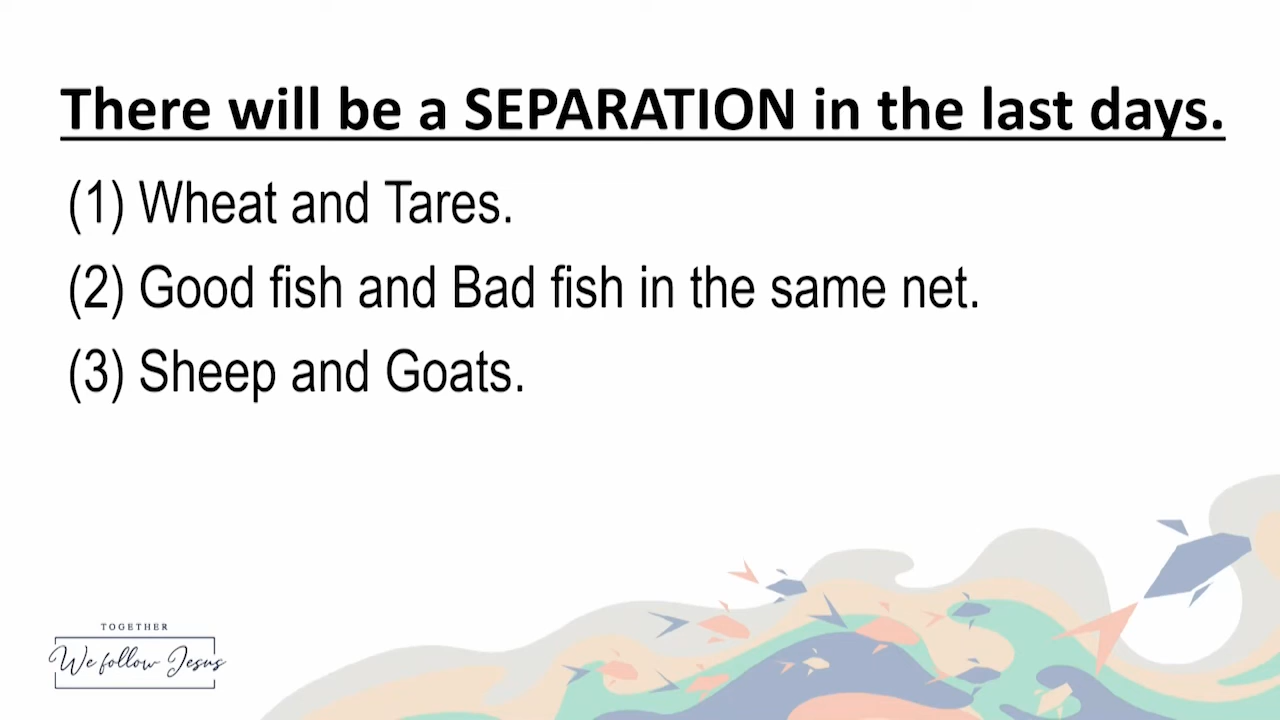 There will be a SEPARATION in the last days.
(1) Wheat and Tares.
(2) Good fish and Bad fish in the same net.
(3) Sheep and Goats.
TOGETHER
We follow Jesus